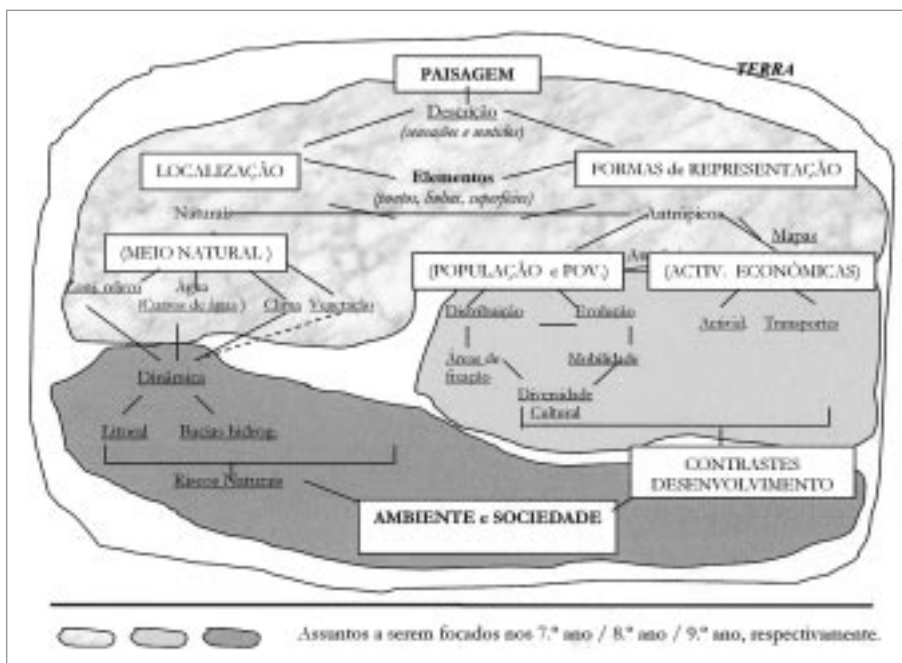 TERRA
PAISAGEM
Descrição
(sensações e sentidos)
LOCALIZAÇÃO
Elementos
(pontos, linhas, superfícies)
FORMAS de REPRESENTAÇÃO
Naturais
Antrópicos
Mapas
(MEIO NATURAL )
(POPULAÇÃO e POV.)
(ACTIV. ECONÓMICAS)
relevo
Água
(Cursos de água )
Clima
Vegetação
Distribuição
Evolução
Activid.
Transportes
Áreas de
fixação
Mobilidade
Dinâmica
Diversidade
Cultural
Litoral
Bacias hidrog.
Riscos Naturais
CONTRASTES
DESENVOLVIMENTO
AMBIENTE e SOCIEDADE
Assuntos a serem focados nos 7.º ano / 8.º ano / 9.º ano, respectivamente.